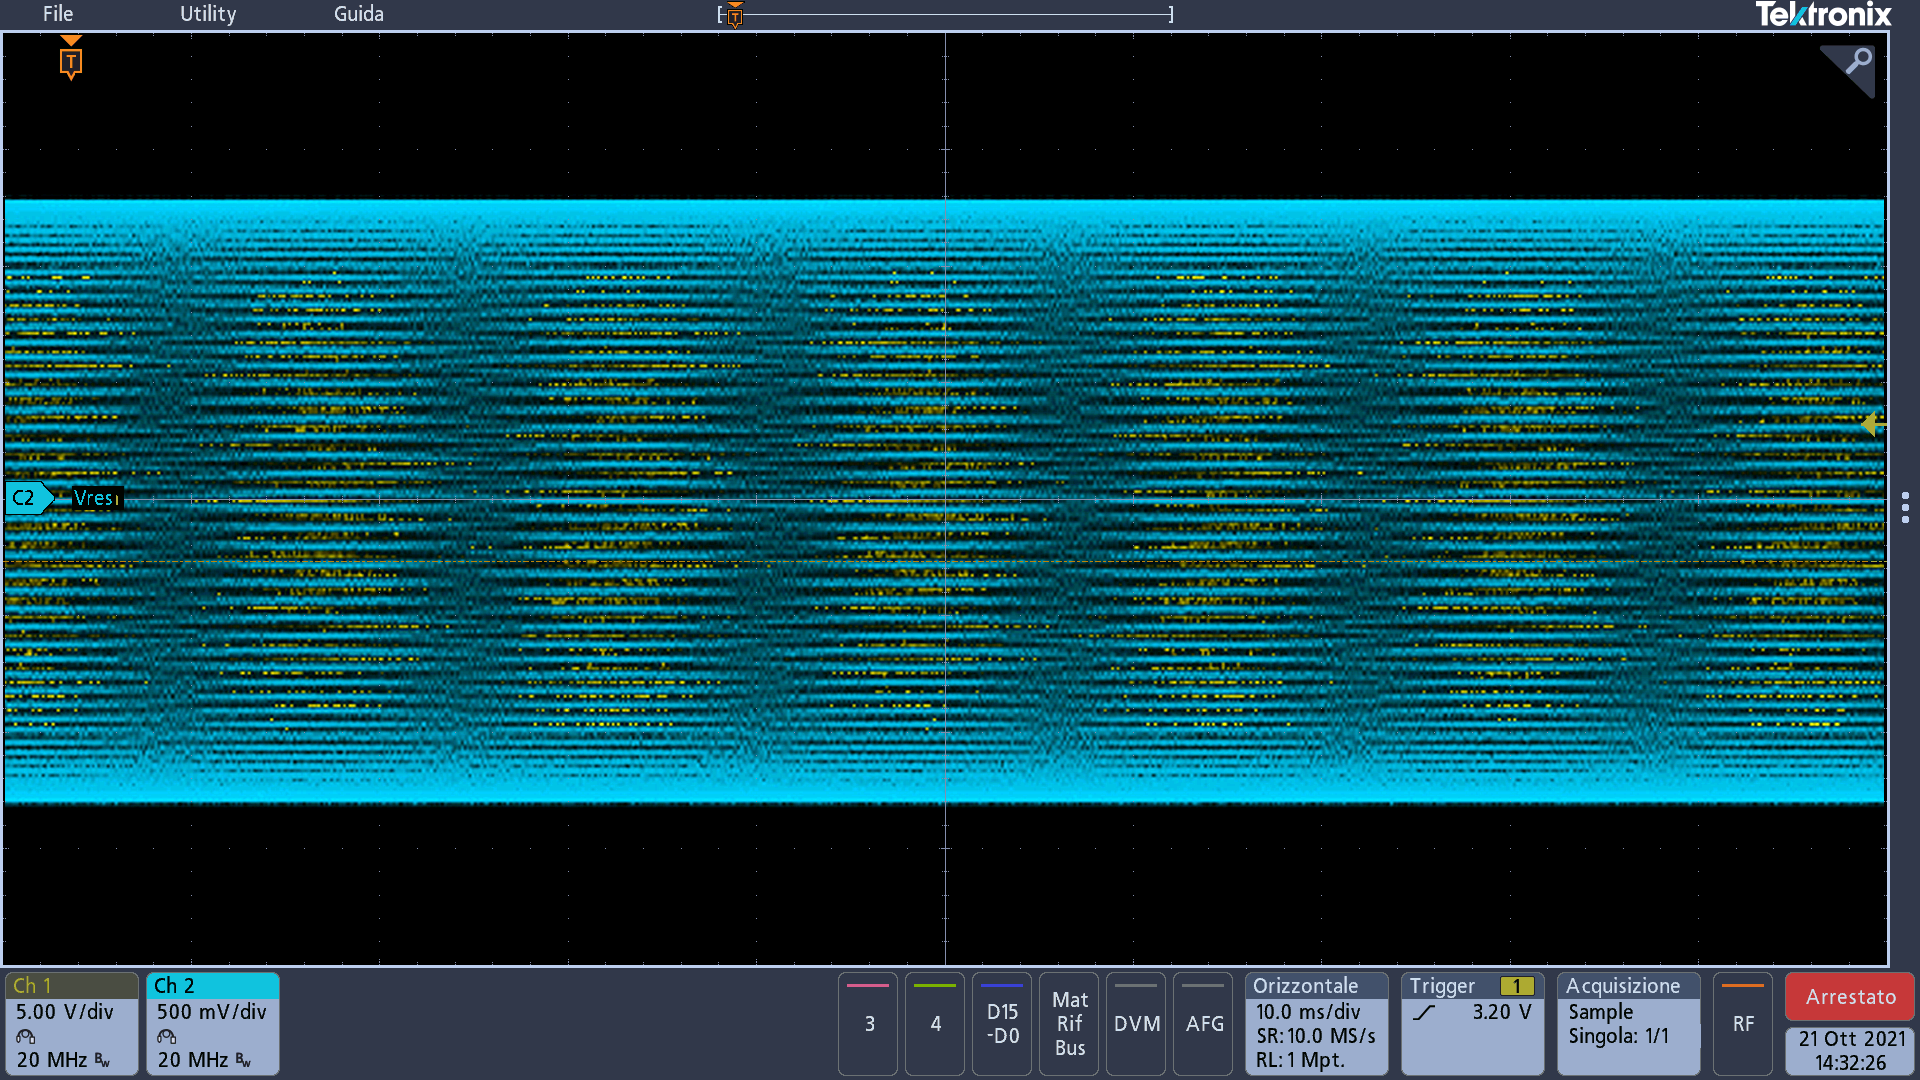 File Utility Guida
T
Tektronix
T
C2 Vres
Ch 1
5.00 V/div
20 MHz Bw
Ch 2
500 mV/div
20 MHz Bw
3
4
D15
-D0
Mat
Rif
Bus
DVM
AFG
Orizzontale
10.0 ms/div
SR: 10.0 MS/s
RL: 1 Mpt.
Trigger 1
3.20 V
Acquisizione
Sample
Singola: 1/1
RF
Arrestato
21 Ott 2021
14:32:26